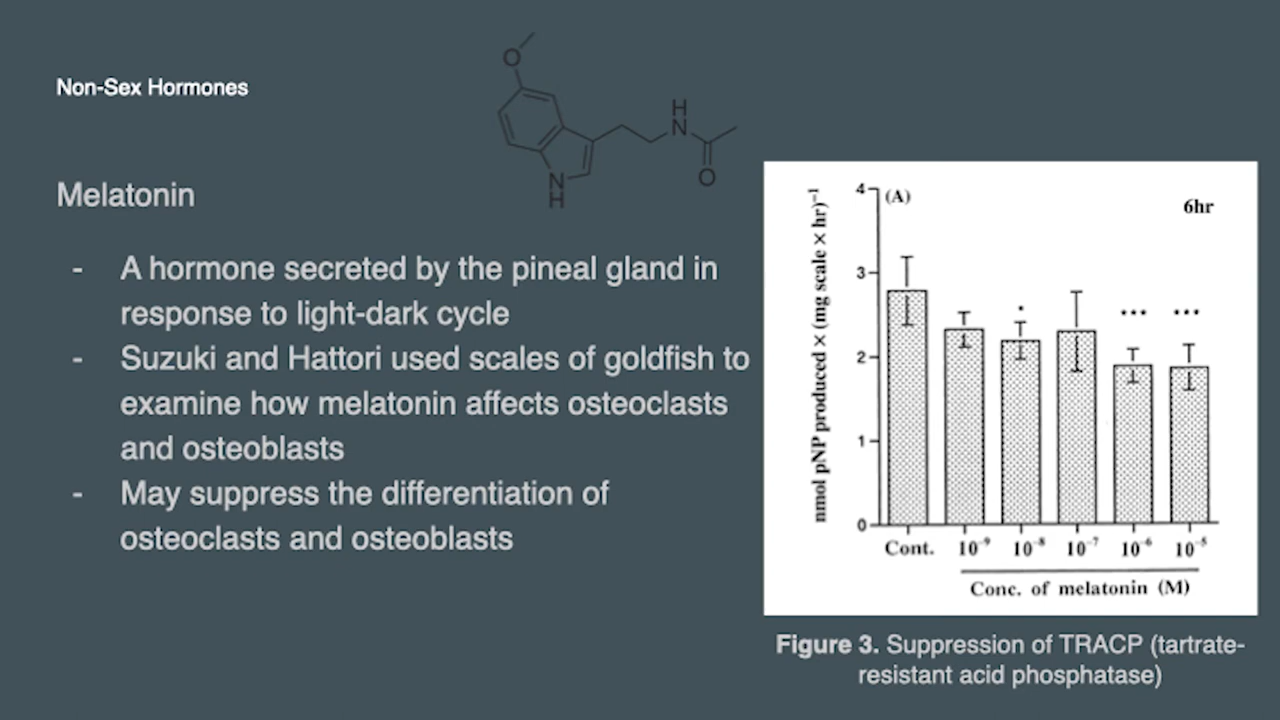 Non-Sex Hormones
O
H
N
O
N
H
Melatonin
- A hormone secreted by the pineal gland in
response to light-dark cycle
- Suzuki and Hattori used scales of goldfish to
examine how melatonin affects osteoclasts
and osteoblasts
- May suppress the differentiation of
osteoclasts and osteoblasts
(A)
6hr
nmol pNP produced × (mg scale × hr)⁻¹
4
3
2
1
0
* *** ***
Cont. 10⁻⁹ 10⁻⁸ 10⁻⁷ 10⁻⁶ 10⁻⁵
Conc. of melatonin (M)
Figure 3. Suppression of TRACP (tartrate-
resistant acid phosphatase)